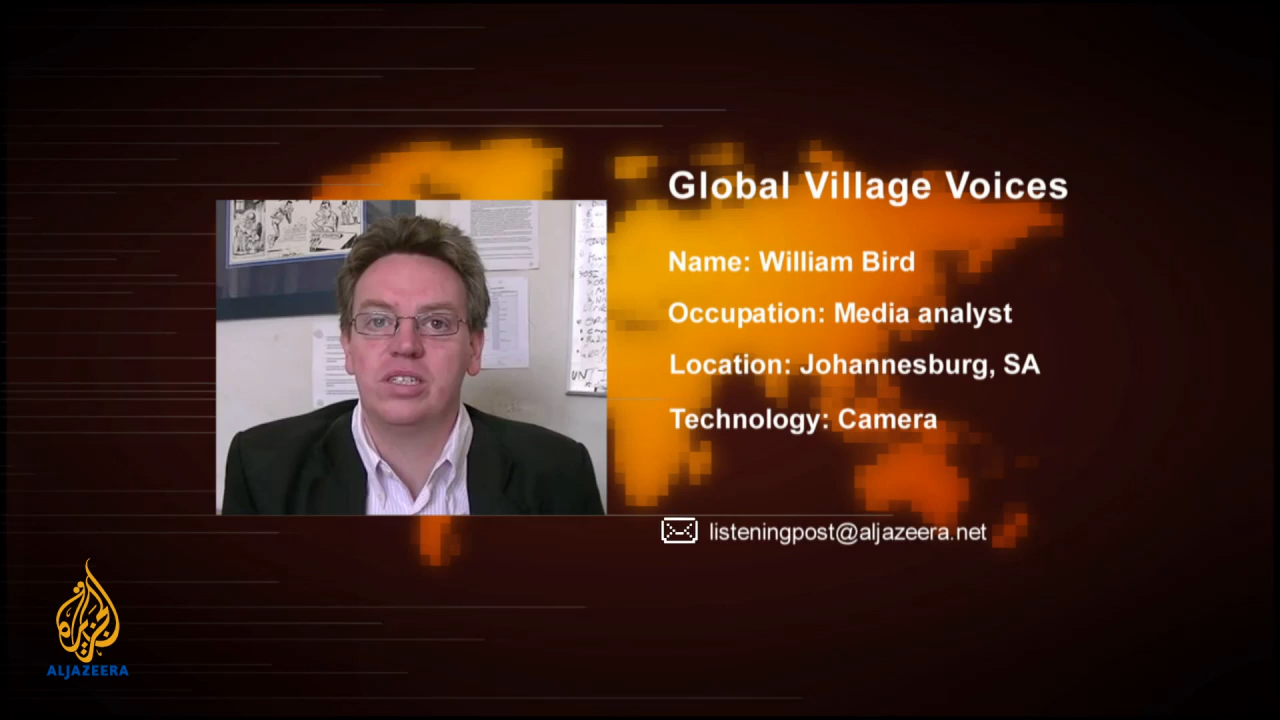 Global Village Voices
Name: William Bird
Occupation: Media analyst
Location: Johannesburg, SA
Technology: Camera
listeningpost@aljazeera.net
الجزيرة
ALJAZEERA